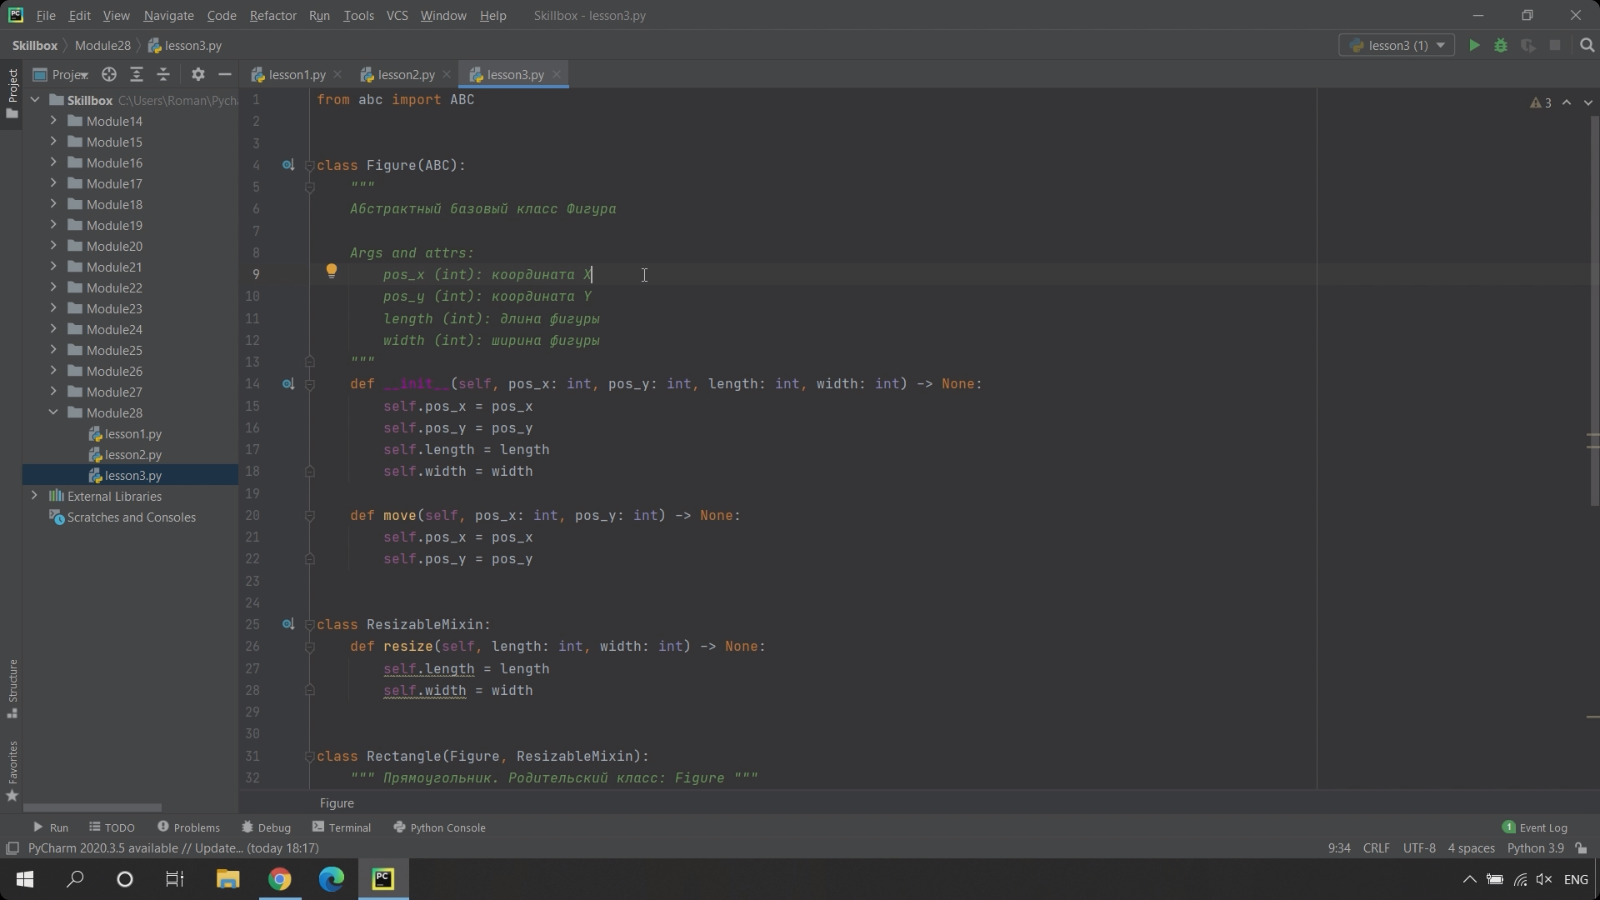 File Edit View Navigate Code Refactor Run Tools VCS Window Help Skillbox - lesson3.py
Skillbox Module28 lesson3.py lesson3 (1)
Project lesson1.py lesson2.py lesson3.py
Project
Structure
Favorites
Skillbox C:\Users\Roman\Pych
Module14
Module15
Module16
Module17
Module18
Module19
Module20
Module21
Module22
Module23
Module24
Module25
Module26
Module27
Module28
lesson1.py
lesson2.py
lesson3.py
External Libraries
Scratches and Consoles
3
1 from abc import ABC
2
3
4 class Figure(ABC):
5 """
6 Абстрактный базовый класс Фигура
7
8 Args and attrs:
9 pos_x (int): координата X
10 pos_y (int): координата Y
11 length (int): длина фигуры
12 width (int): ширина фигуры
13 """
14 def __init__(self, pos_x: int, pos_y: int, length: int, width: int) -> None:
15 self.pos_x = pos_x
16 self.pos_y = pos_y
17 self.length = length
18 self.width = width
19
20 def move(self, pos_x: int, pos_y: int) -> None:
21 self.pos_x = pos_x
22 self.pos_y = pos_y
23
24
25 class ResizableMixin:
26 def resize(self, length: int, width: int) -> None:
27 self.length = length
28 self.width = width
29
30
31 class Rectangle(Figure, ResizableMixin):
32 """ Прямоугольник. Родительский класс: Figure """
Figure
Run TODO Problems Debug Terminal Python Console 1 Event Log
PyCharm 2020.3.5 available // Update... (today 18:17) 9:34 CRLF UTF-8 4 spaces Python 3.9
PC ENG